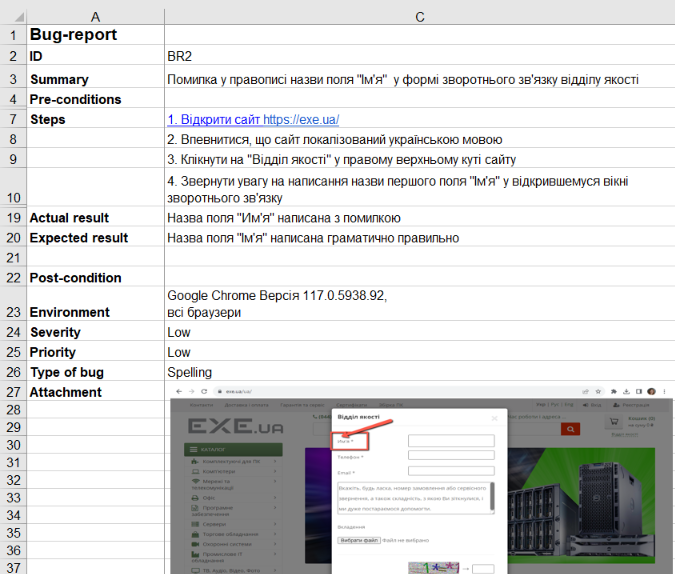 A C
1 Bug-report
2 ID BR2
3 Summary Помилка у правописі назви поля "Ім'я" у формі зворотнього зв'язку відділу якості
4 Pre-conditions
7 Steps 1. Відкрити сайт https://exe.ua/
8 2. Впевнитися, що сайт локалізований українською мовою
9 3. Клікнути на "Відділ якості" у правому верхньому куті сайту
4. Звернути увагу на написання назви першого поля "Ім'я" у відкрившемуся вікні
10 зворотнього зв'язку
19 Actual result Назва поля "Им'я" написана з помилкою
20 Expected result Назва поля "Ім'я" написана граматично правильно
21
22 Post-condition
Google Chrome Версія 117.0.5938.92,
23 Environment всі браузери
24 Severity Low
25 Priority Low
26 Type of bug Spelling
27 Attachment
28
29
30
31
32
33
34
35
36
37
exe.ua/ua/
EXE.UA
КАТАЛОГ
Комп'ютери
Мережі та
телекомунікації
Офіс
Програмне
забезпечення
Сервери
Торгове обладнання
Охоронні системи
Промислове ІТ
обладнання
ТВ, Аудіо, Відео, Фото
Відділ якості
Имя *
Телефон *
Email *
Вкажіть, будь ласка, номер замовлення або сервісного
звернення, а також складність, з якою Ви зіткнулися, і
ми дуже постараємося допомогти.
Вкладення
Вибрати файл Файл не вибрано